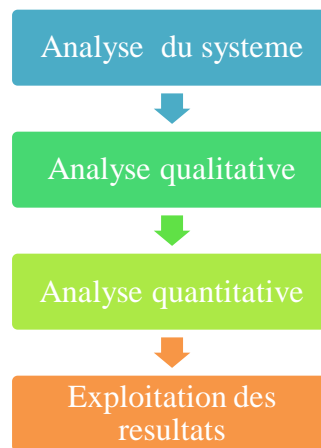 Analyse du systeme
Analyse qualitative
Analyse quantitative
Exploitation des
resultats